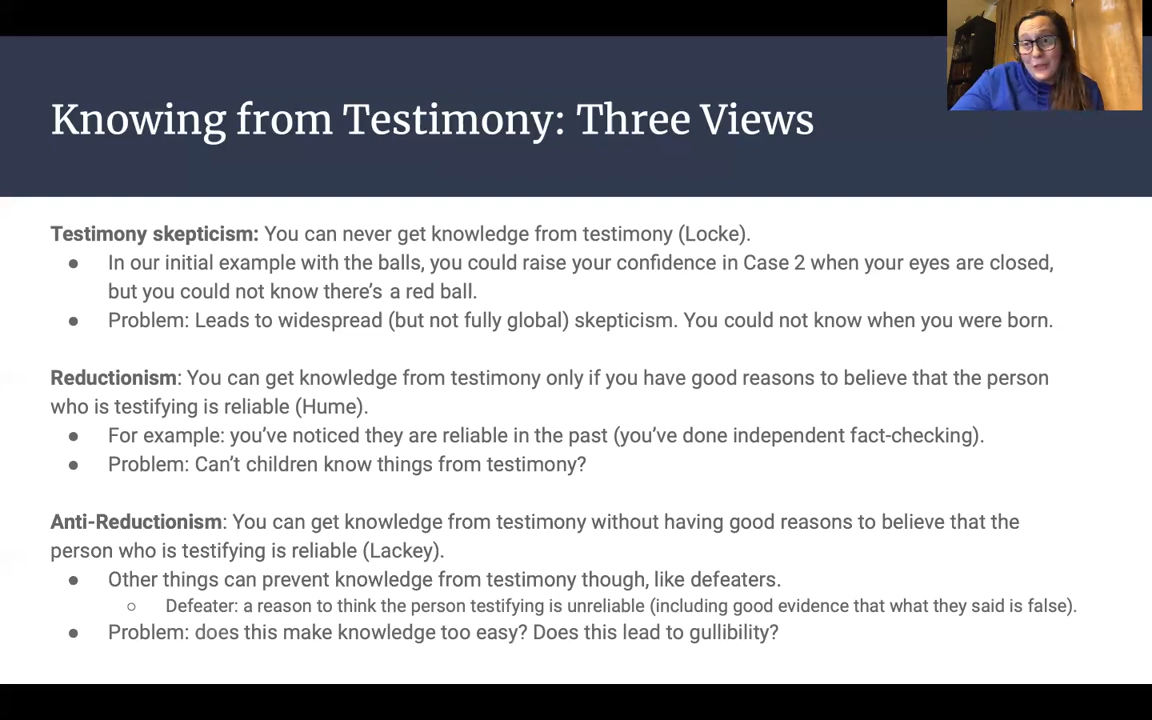 Knowing from Testimony: Three Views
Testimony skepticism: You can never get knowledge from testimony (Locke).
● In our initial example with the balls, you could raise your confidence in Case 2 when your eyes are closed,
but you could not know there's a red ball.
● Problem: Leads to widespread (but not fully global) skepticism. You could not know when you were born.
Reductionism: You can get knowledge from testimony only if you have good reasons to believe that the person
who is testifying is reliable (Hume).
● For example: you've noticed they are reliable in the past (you've done independent fact-checking).
● Problem: Can't children know things from testimony?
Anti-Reductionism: You can get knowledge from testimony without having good reasons to believe that the
person who is testifying is reliable (Lackey).
● Other things can prevent knowledge from testimony though, like defeaters.
○ Defeater: a reason to think the person testifying is unreliable (including good evidence that what they said is false).
● Problem: does this make knowledge too easy? Does this lead to gullibility?